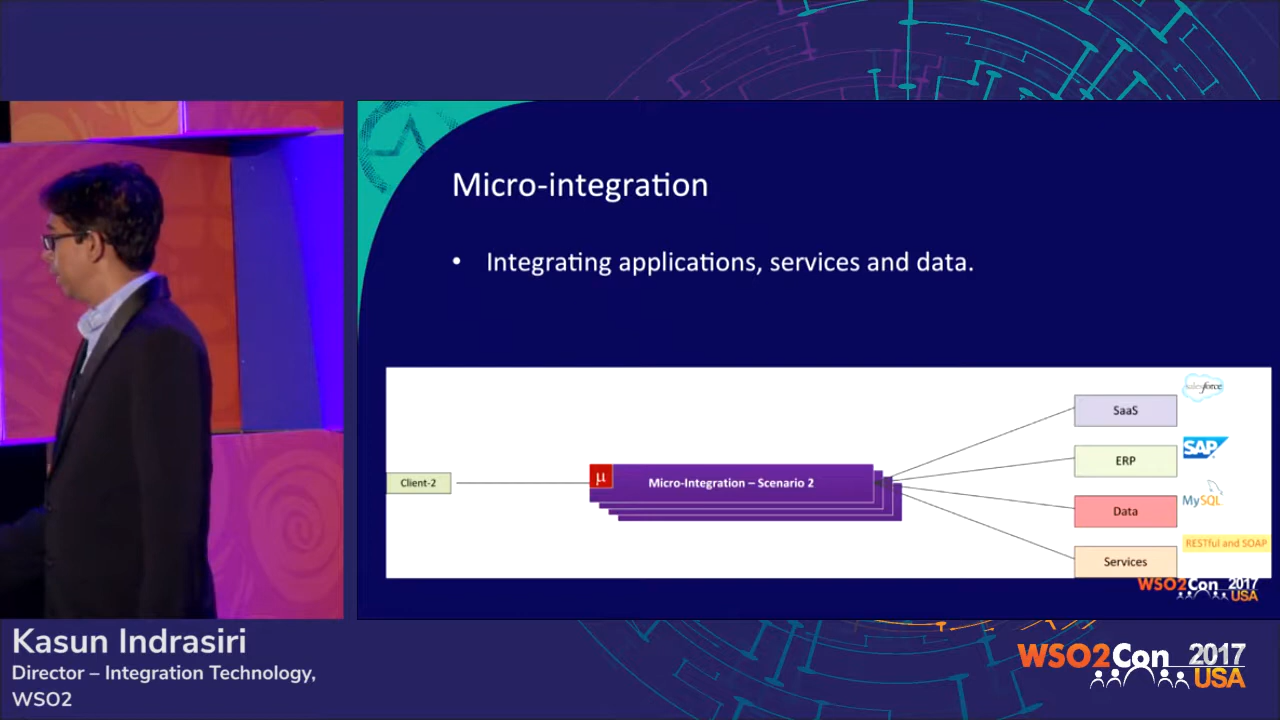 Micro-integration
• Integrating applications, services and data.
salesforce
SaaS
SAP
ERP
Client-2
μ
Micro-Integration – Scenario 2
MySQL
Data
RESTful and SOAP
Services
WSO2Con 2017
USA
Kasun Indrasiri
Director – Integration Technology,
WSO2
WSO2Con 2017
USA